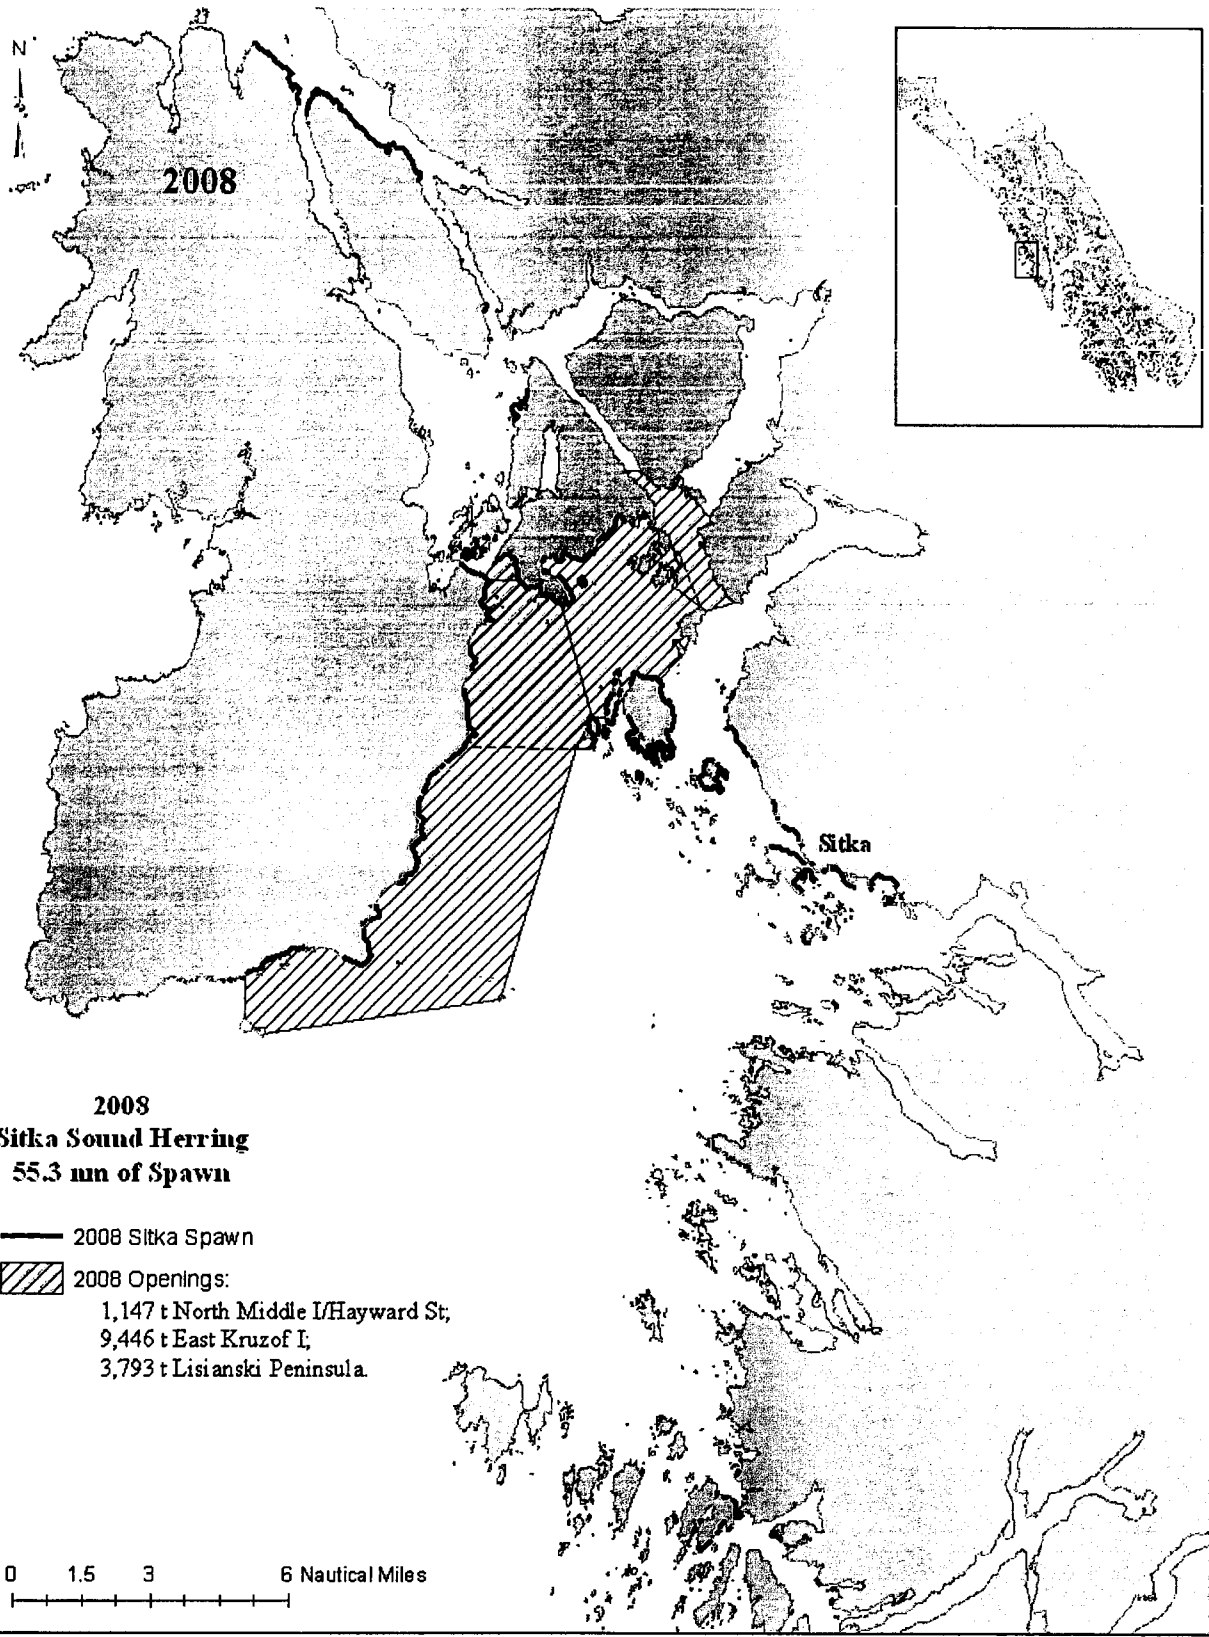 N
2008
Sitka
2008
Sitka Sound Herring
55.3 nm of Spawn
2008 Sitka Spawn
2008 Openings:
1,147 t North Middle I/Hayward St;
9,446 t East Kruzof I;
3,793 t Lisianski Peninsula.
0 1.5 3 6 Nautical Miles